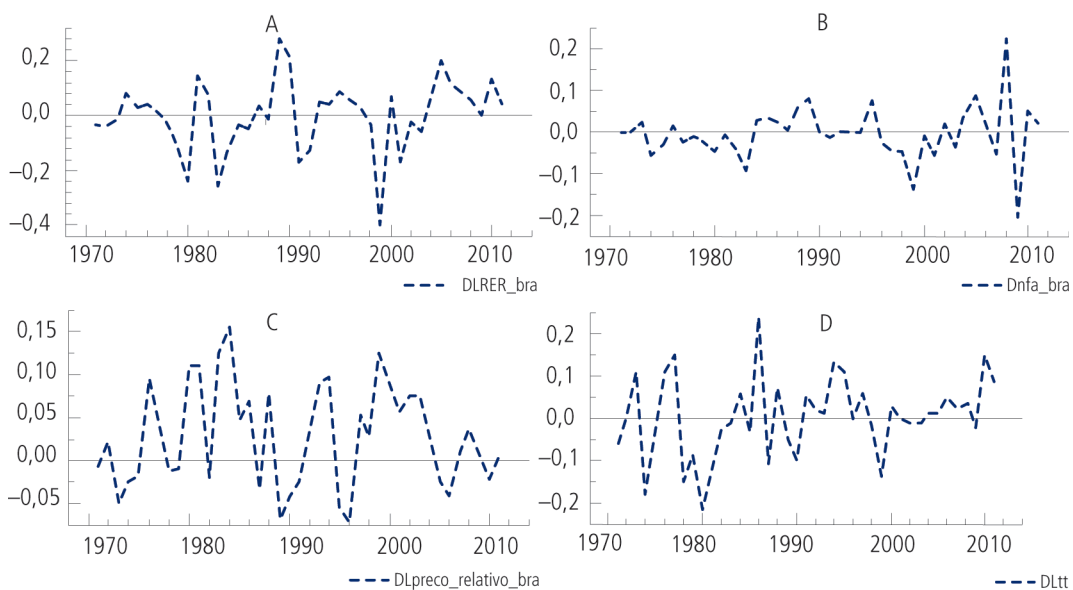 A
0,2
0,0
–0,2
–0,4
1970 1980 1990 2000 2010
DLRER_bra
B
0,2
0,1
0,0
–0,1
–0,2
1970 1980 1990 2000 2010
Dnfa_bra
C
0,15
0,10
0,05
0,00
–0,05
1970 1980 1990 2000 2010
DLpreco_relativo_bra
D
0,2
0,1
0,0
–0,1
–0,2
1970 1980 1990 2000 2010
DLtt